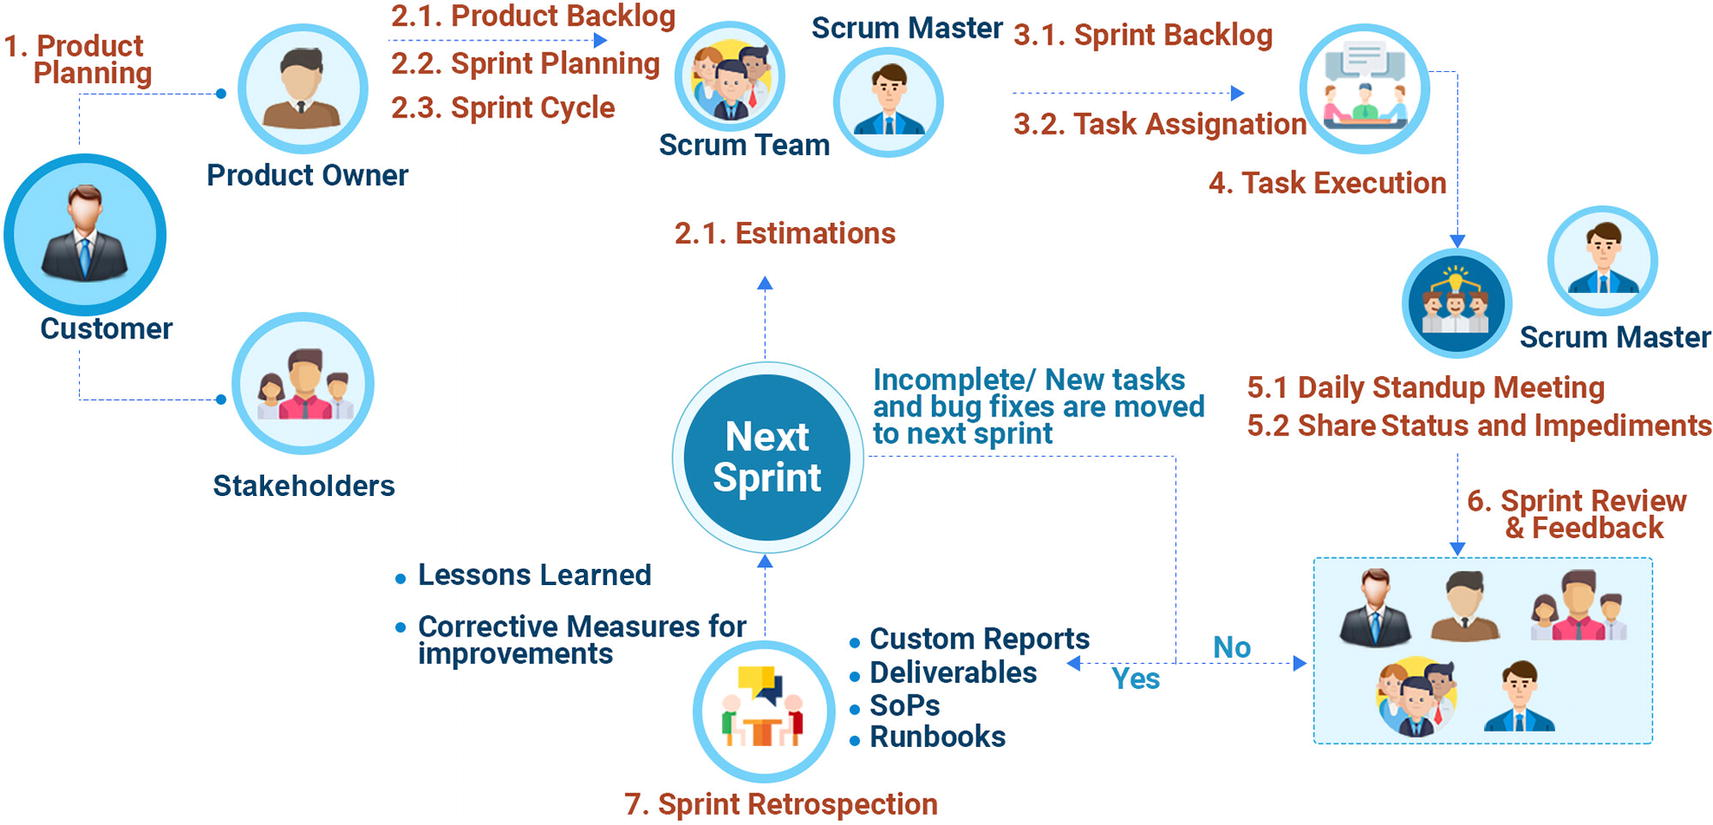 1. Product
Planning
Customer
Product Owner
Stakeholders
2.1. Product Backlog
2.2. Sprint Planning
2.3. Sprint Cycle
Scrum Team
Scrum Master
3.1. Sprint Backlog
3.2. Task Assignation
4. Task Execution
Scrum Master
5.1 Daily Standup Meeting
5.2 Share Status and Impediments
6. Sprint Review
& Feedback
2.1. Estimations
Next
Sprint
Incomplete/ New tasks
and bug fixes are moved
to next sprint
No
Yes
Custom Reports
Deliverables
SoPs
Runbooks
Lessons Learned
Corrective Measures for
improvements
7. Sprint Retrospection